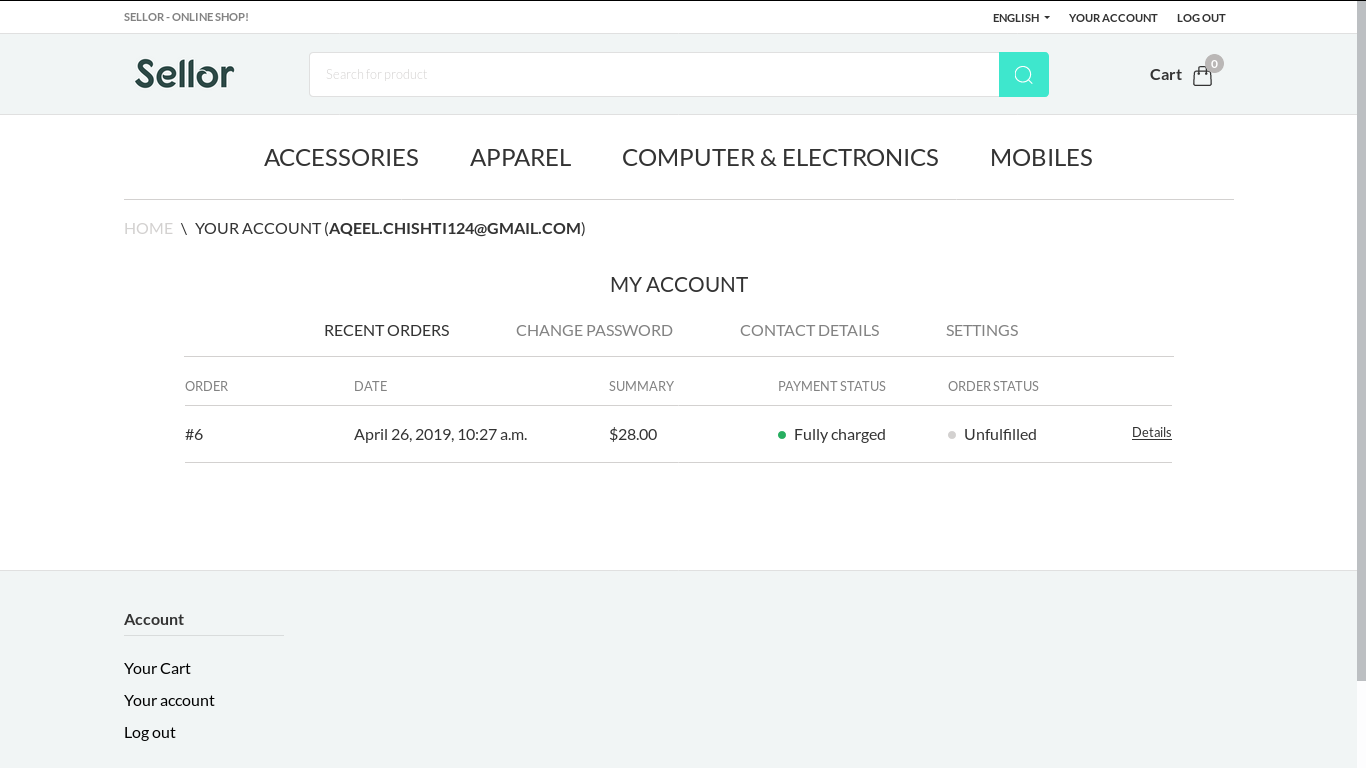 SELLOR - ONLINE SHOP!
ENGLISH YOUR ACCOUNT LOG OUT
Sellor
Search for product
Cart 0
ACCESSORIES APPAREL COMPUTER & ELECTRONICS MOBILES
HOME \ YOUR ACCOUNT (AQEEL.CHISHTI124@GMAIL.COM)
MY ACCOUNT
RECENT ORDERS CHANGE PASSWORD CONTACT DETAILS SETTINGS
ORDER DATE SUMMARY PAYMENT STATUS ORDER STATUS
#6 April 26, 2019, 10:27 a.m. $28.00 Fully charged Unfulfilled Details
Account
Your Cart
Your account
Log out